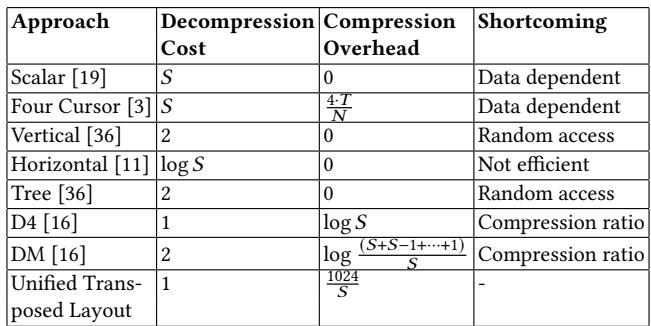 Approach Decompression Cost Compression Overhead Shortcoming
Scalar [19] S 0 Data dependent
Four Cursor [3] S 4·T/N Data dependent
Vertical [36] 2 0 Random access
Horizontal [11] log S 0 Not efficient
Tree [36] 2 0 Random access
D4 [16] 1 log S Compression ratio
DM [16] 2 log (S+S−1+···+1)/S Compression ratio
Unified Trans- 1 1024/S -
posed Layout